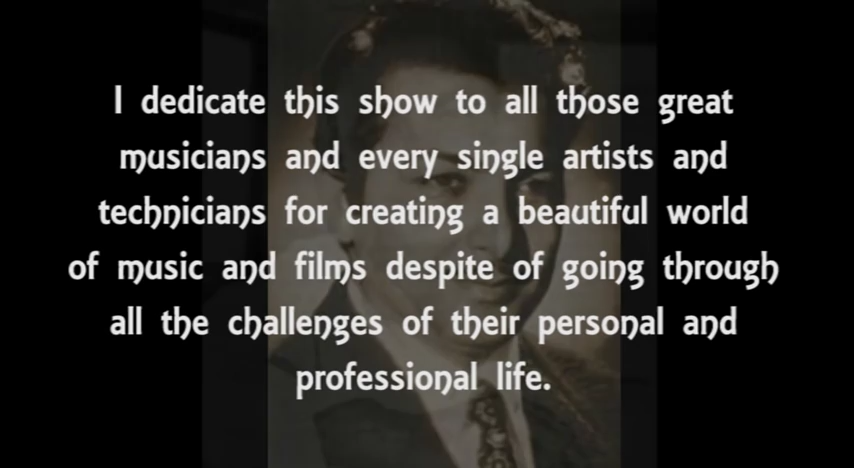 I dedicate this show to all those great
musicians and every single artists and
technicians for creating a beautiful world
of music and films despite of going through
all the challenges of their personal and
professional life.